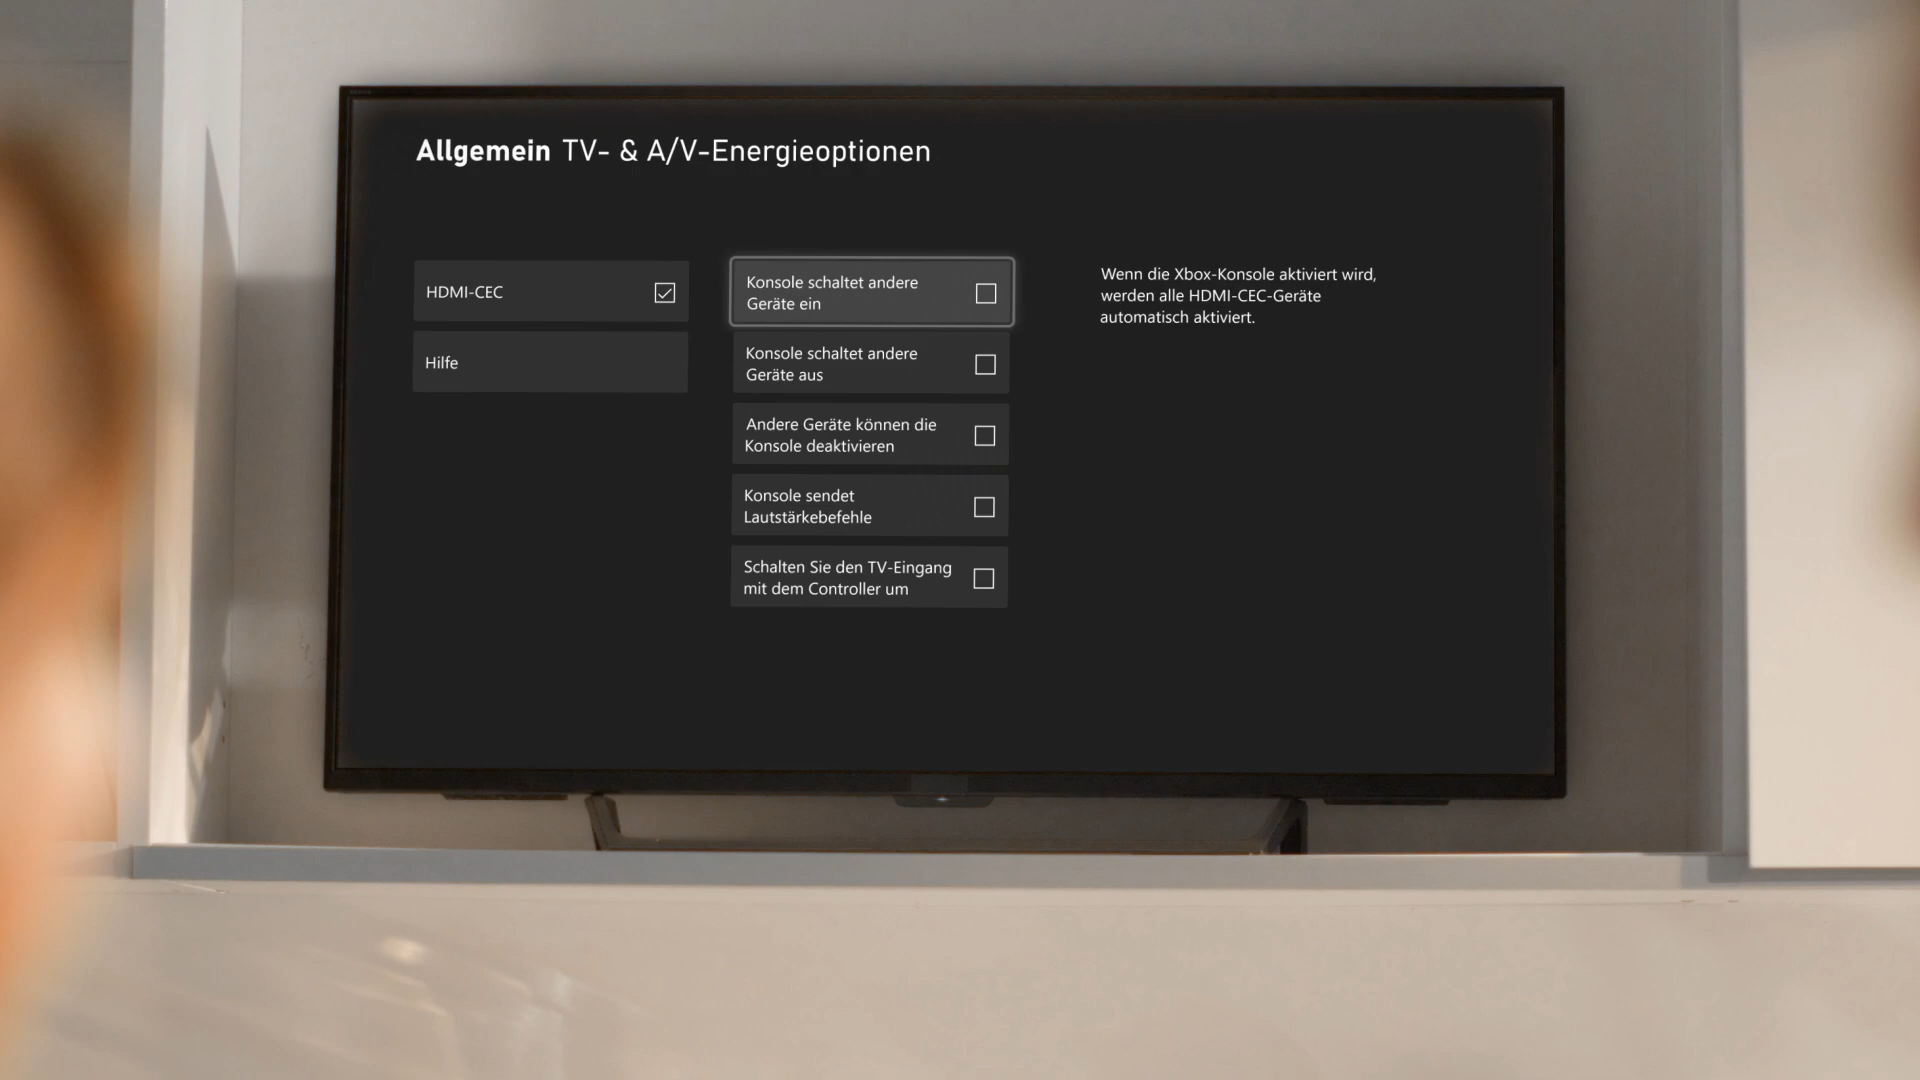 Allgemein TV- & A/V-Energieoptionen
HDMI-CEC
Hilfe
Konsole schaltet andere
Geräte ein
Konsole schaltet andere
Geräte aus
Andere Geräte können die
Konsole deaktivieren
Konsole sendet
Lautstärkebefehle
Schalten Sie den TV-Eingang
mit dem Controller um
Wenn die Xbox-Konsole aktiviert wird,
werden alle HDMI-CEC-Geräte
automatisch aktiviert.